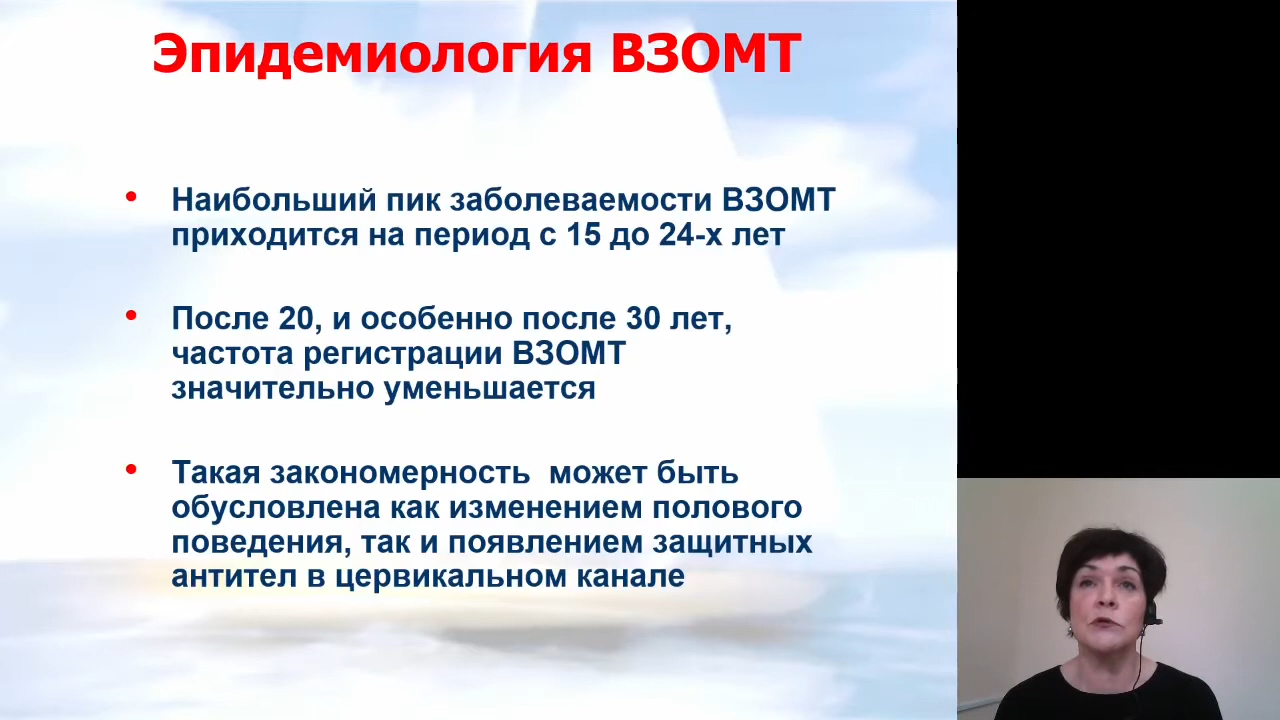 Эпидемиология ВЗОМТ
• Наибольший пик заболеваемости ВЗОМТ
приходится на период с 15 до 24-х лет
• После 20, и особенно после 30 лет,
частота регистрации ВЗОМТ
значительно уменьшается
• Такая закономерность может быть
обусловлена как изменением полового
поведения, так и появлением защитных
антител в цервикальном канале